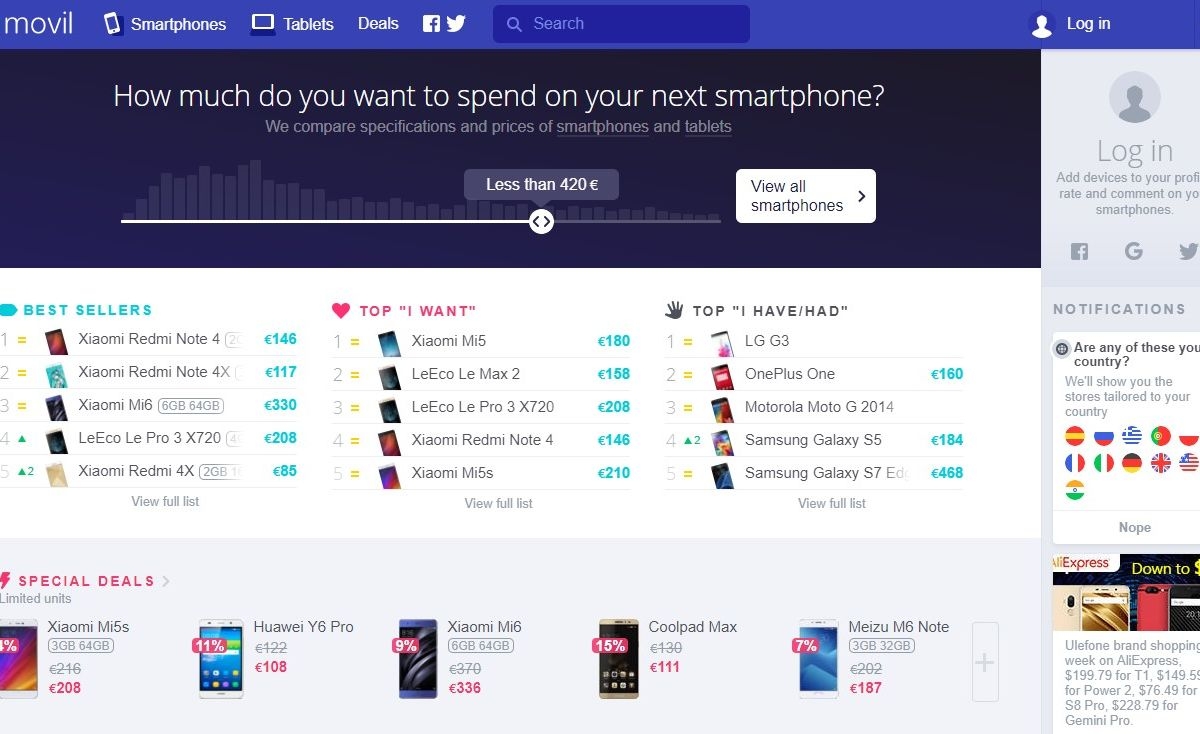 movil Smartphones Tablets Deals Search Log in
How much do you want to spend on your next smartphone?
We compare specifications and prices of smartphones and tablets
Less than 420 €
View all
smartphones
Log in
Add devices to your profi
rate and comment on yo
smartphones.
BEST SELLERS
1 = Xiaomi Redmi Note 4 €146
2 = Xiaomi Redmi Note 4X €117
3 = Xiaomi Mi6 6GB 64GB €330
4 ▲ LeEco Le Pro 3 X720 €208
5 ▲2 Xiaomi Redmi 4X 2GB 16 €85
View full list
TOP "I WANT"
1 = Xiaomi Mi5 €180
2 = LeEco Le Max 2 €158
3 = LeEco Le Pro 3 X720 €208
4 = Xiaomi Redmi Note 4 €146
5 = Xiaomi Mi5s €210
View full list
TOP "I HAVE/HAD"
1 = LG G3
2 = OnePlus One €160
3 = Motorola Moto G 2014
4 ▲2 Samsung Galaxy S5 €184
5 = Samsung Galaxy S7 Ed €468
View full list
NOTIFICATIONS
Are any of these you
country?
We'll show you the
stores tailored to your
country
Nope
SPECIAL DEALS
Limited units
4%
Xiaomi Mi5s
3GB 64GB
€216
€208
11%
Huawei Y6 Pro
€122
€108
9%
Xiaomi Mi6
6GB 64GB
€370
€336
15%
Coolpad Max
€130
€111
7%
Meizu M6 Note
3GB 32GB
€202
€187
+
AliExpress Down to $
20:1
Ulefone brand shopping
week on AliExpress,
$199.79 for T1, $149.59
for Power 2, $76.49 for
S8 Pro, $228.79 for
Gemini Pro.